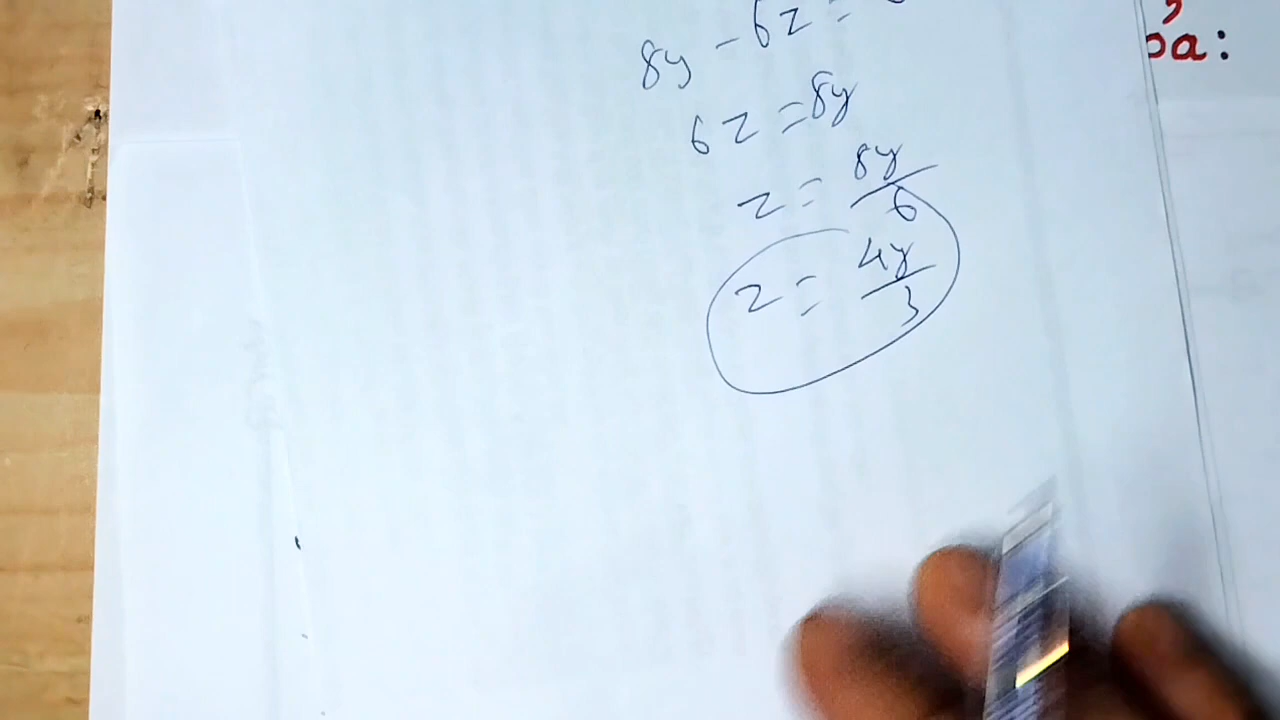 8y - 6z =
6z = 8y
z = 8y/6
z = 4y/3